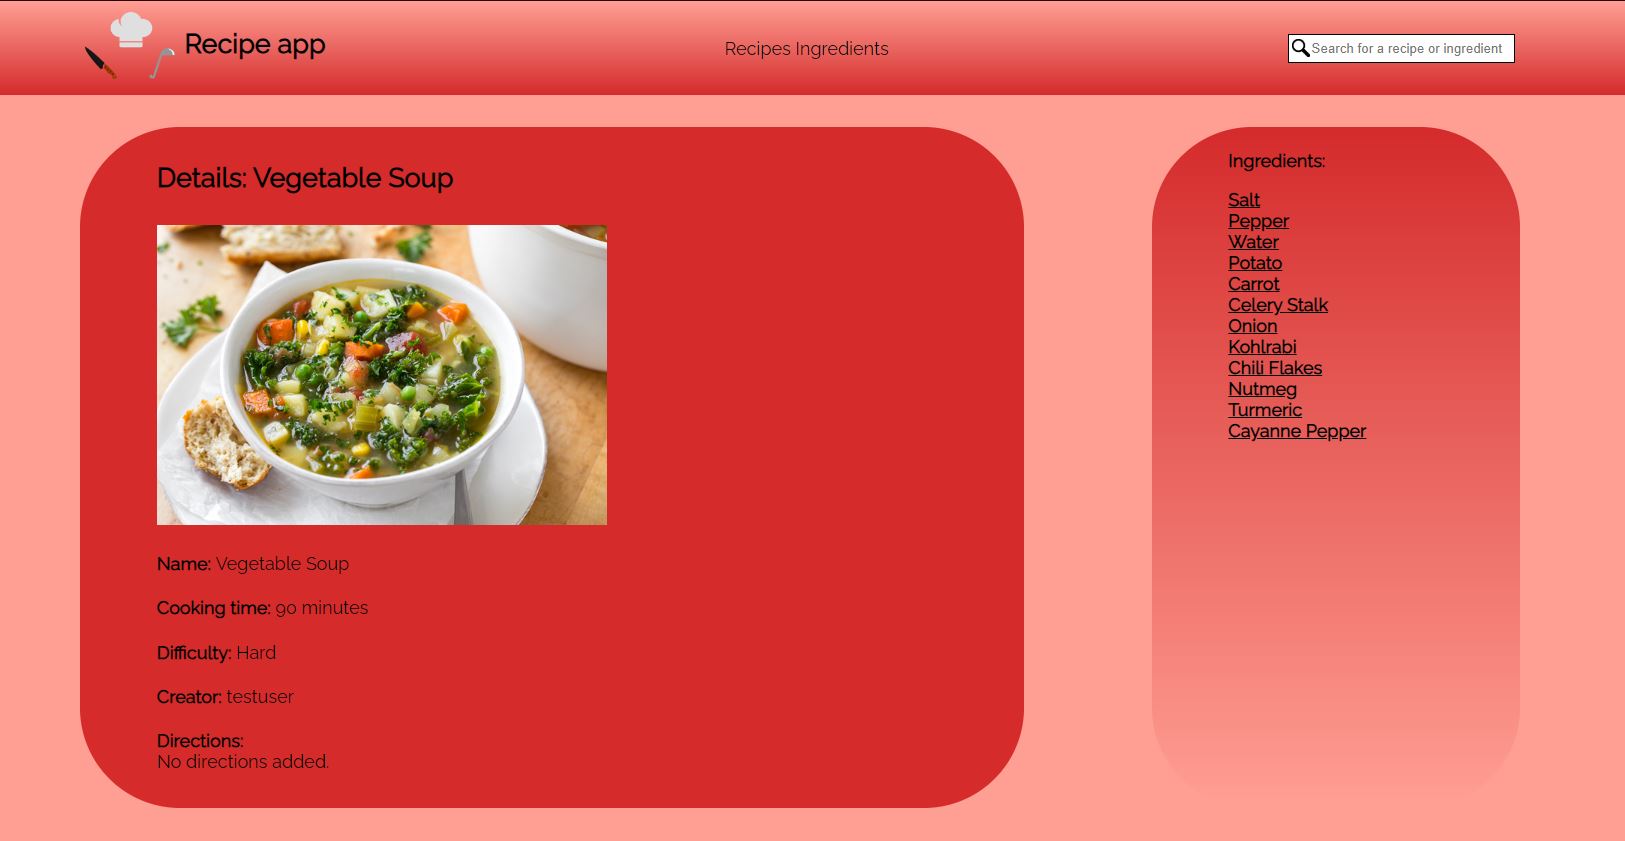 Recipe app
Recipes Ingredients
Search for a recipe or ingredient
Details: Vegetable Soup
Name: Vegetable Soup
Cooking time: 90 minutes
Difficulty: Hard
Creator: testuser
Directions:
No directions added.
Ingredients:
Salt
Pepper
Water
Potato
Carrot
Celery Stalk
Onion
Kohlrabi
Chili Flakes
Nutmeg
Turmeric
Cayanne Pepper